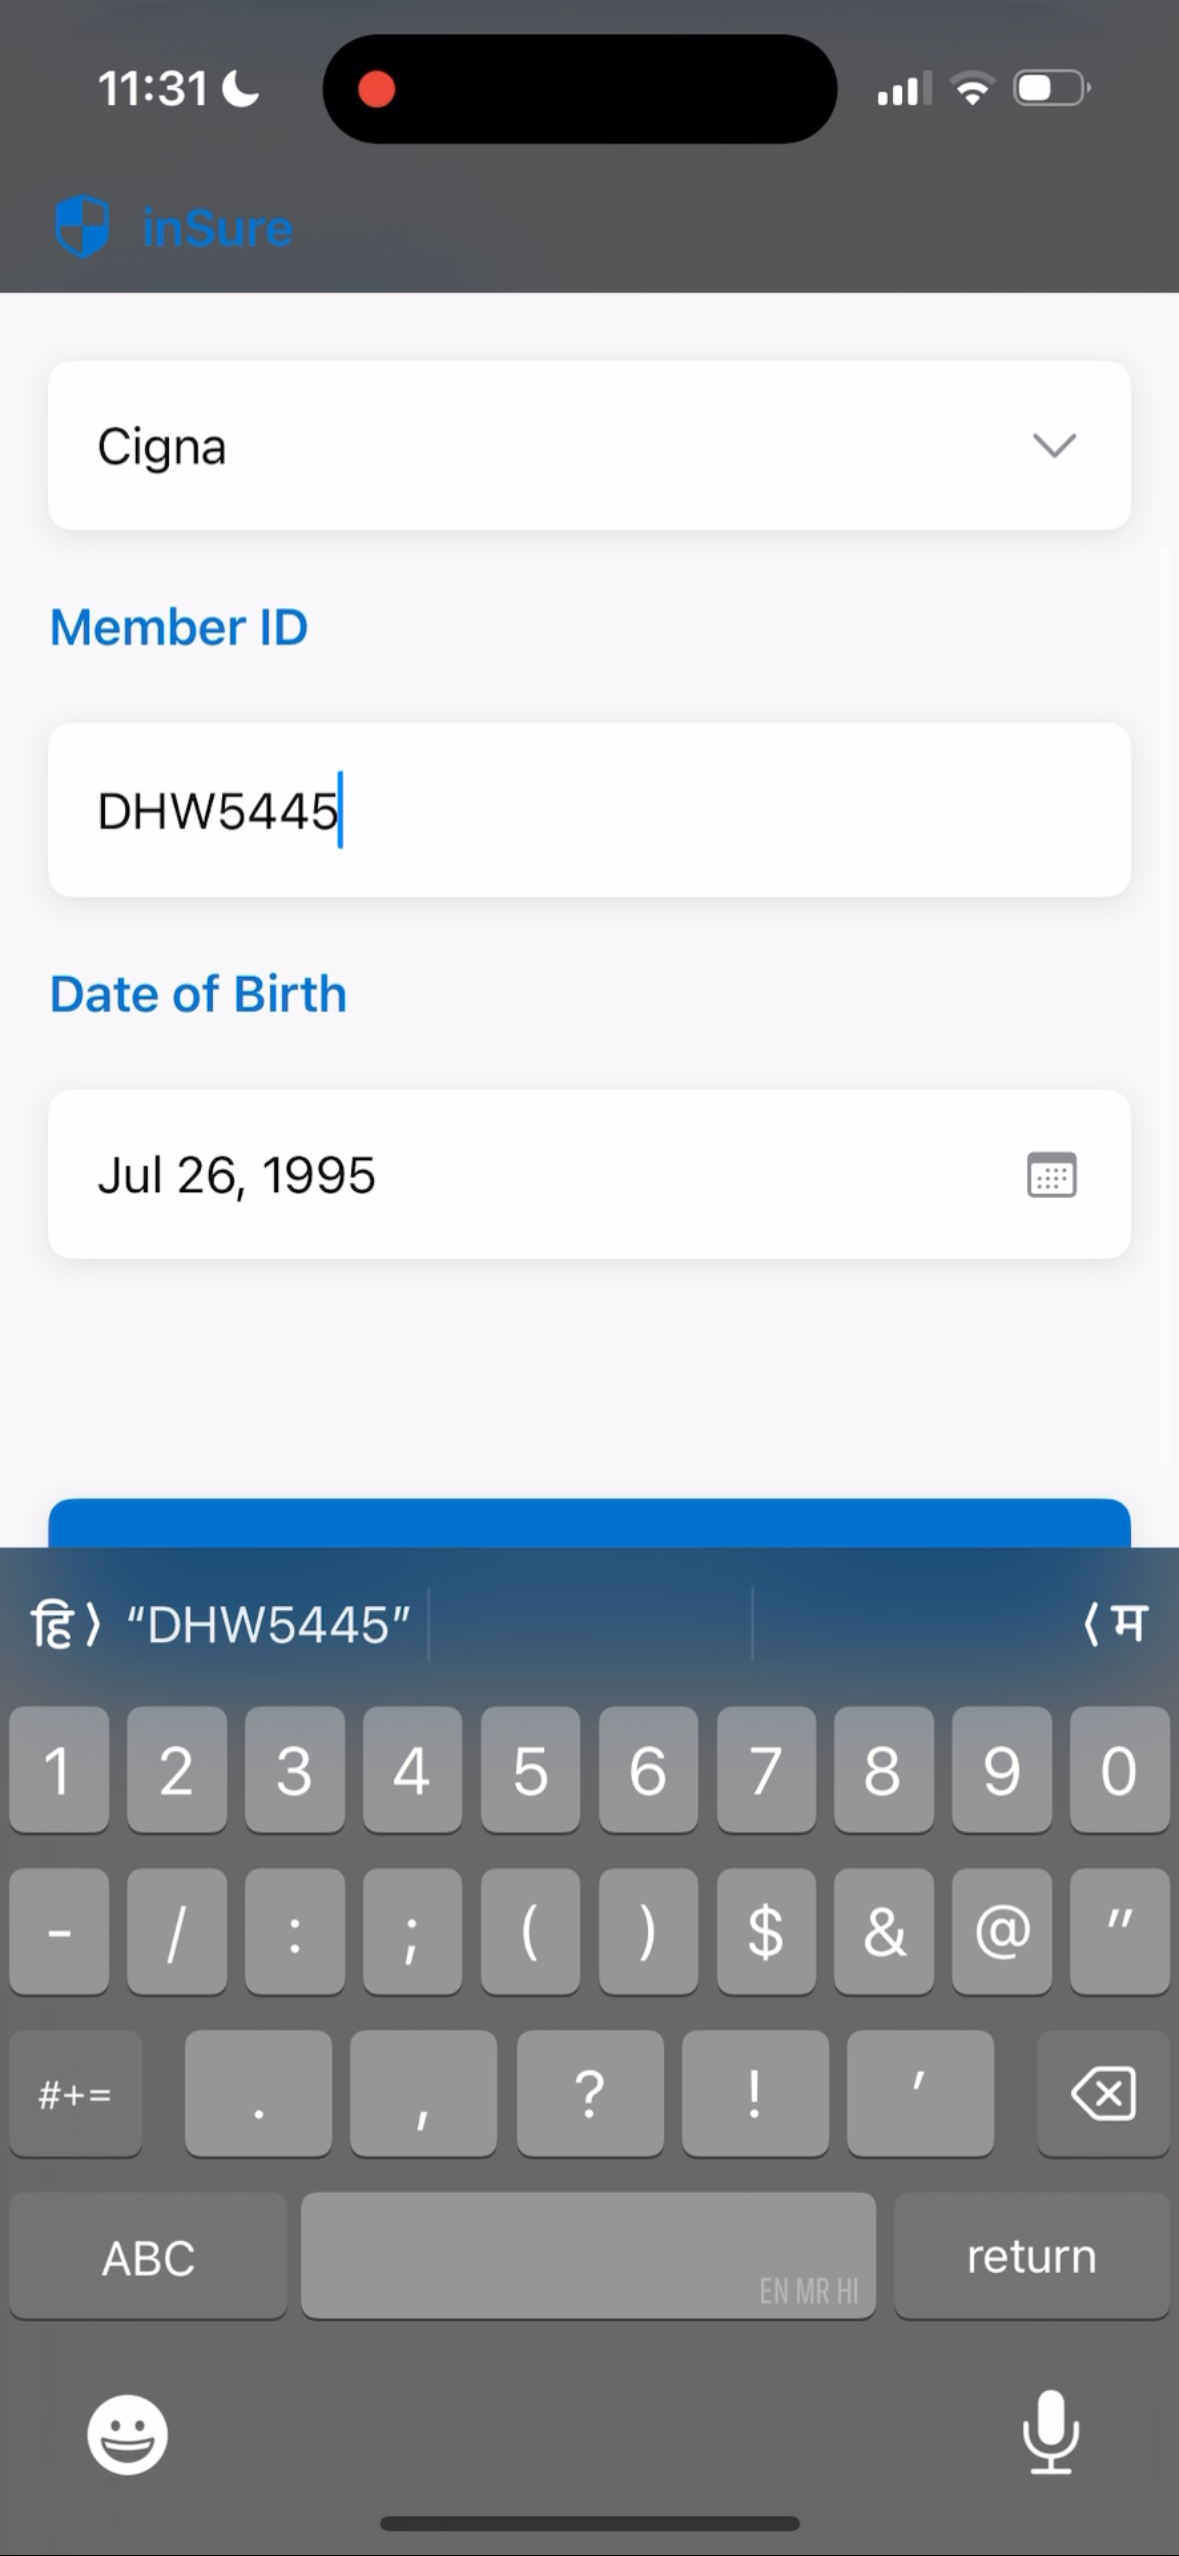 11:31
inSure
Cigna
Member ID
DHW5445
Date of Birth
Jul 26, 1995
हि⟩ “DHW5445” ⟨म
1 2 3 4 5 6 7 8 9 0
- / : ; ( ) $ & @ "
#+= . , ? ! '
ABC EN MR HI return